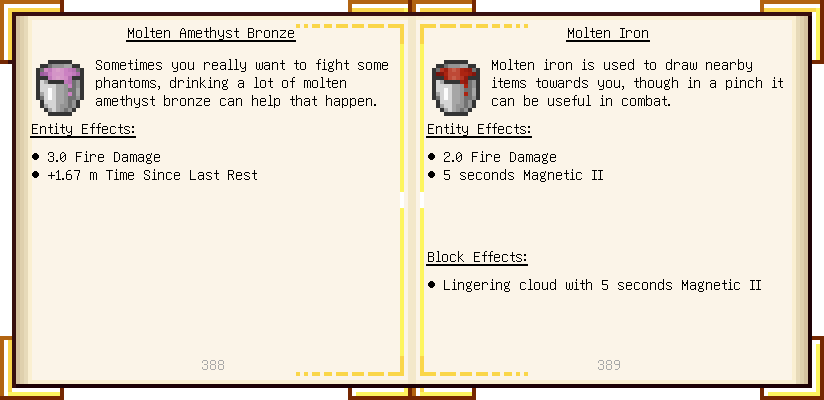 Molten Amethyst Bronze
Sometimes you really want to fight some
phantoms, drinking a lot of molten
amethyst bronze can help that happen.
Entity Effects:
● 3.0 Fire Damage
● +1.67 m Time Since Last Rest
388
Molten Iron
Molten iron is used to draw nearby
items towards you, though in a pinch it
can be useful in combat.
Entity Effects:
● 2.0 Fire Damage
● 5 seconds Magnetic II
Block Effects:
● Lingering cloud with 5 seconds Magnetic II
389